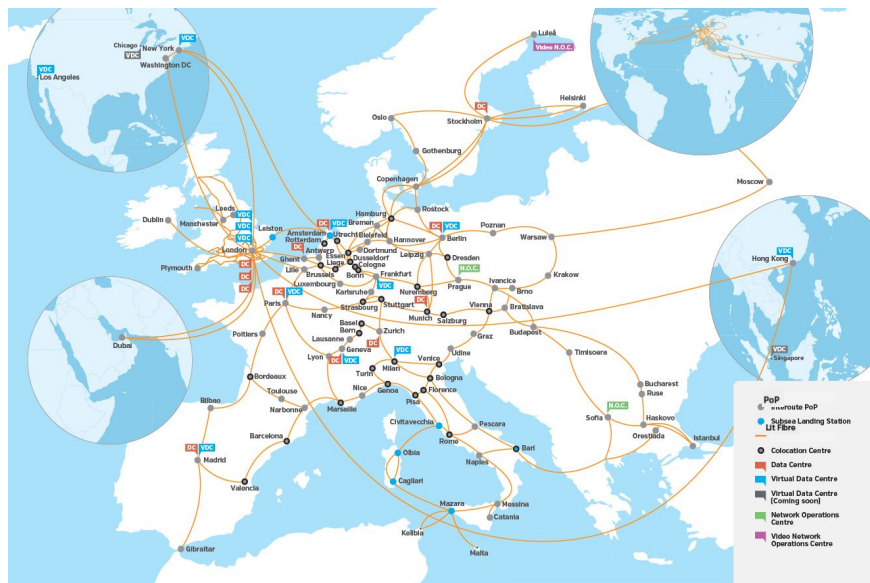 Luleå
Video N.O.C.
Chicago
New York
VDC
VDC
Washington DC
VDC
Los Angeles
Helsinki
DC
Stockholm
Oslo
Gothenburg
Copenhagen
Moscow
Rostock
Hamburg
Bremen
Leeds
VDC
Dublin
Manchester
VDC
VDC
Leiston
London
DC
DC
DC
Plymouth
DC
VDC
Amsterdam
Utrecht
Rotterdam
Bielefeld
Hannover
DC
VDC
Berlin
Poznan
Warsaw
DC
Antwerp
Essen
Dortmund
Dusseldorf
Leipzig
Dresden
Ghent
Liege
Cologne
Lille
Brussels
Bonn
Frankfurt
N.O.C.
Prague
Krakow
Hong Kong
VDC
Luxembourg
Karlsruhe
VDC
Nuremberg
Ivancice
Brno
DC
VDC
Paris
Strasbourg
Stuttgart
DC
Munich
Salzburg
Vienna
Bratislava
Nancy
Basel
Bern
Zurich
Budapest
Dubai
Poitiers
Lausanne
Geneva
DC
Graz
Udine
Timisoara
VDC
Singapore
Lyon
DC
VDC
VDC
Milan
Venice
Turin
Bordeaux
Toulouse
Nice
Genoa
Bologna
Florence
Pisa
Bucharest
Ruse
Bilbao
Narbonne
Marseille
N.O.C.
Sofia
Haskovo
Orestiada
Istanbul
Civitavecchia
Pescara
Rome
Barcelona
DC
VDC
Madrid
Olbia
Naples
Bari
Valencia
Cagliari
Mazara
Messina
Catania
Gibraltar
Kelibia
Malta
PoP
Interoute PoP
Subsea Landing Station
Lit Fibre
Colocation Centre
Data Centre
Virtual Data Centre
Virtual Data Centre
(Coming soon)
Network Operations
Centre
Video Network
Operations Centre